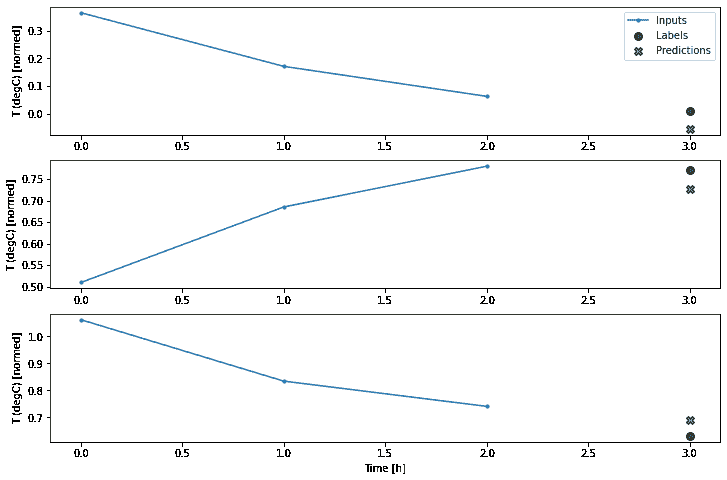 T (degC) [normed]
0.3
0.2
0.1
0.0
Inputs
Labels
Predictions
0.0 0.5 1.0 1.5 2.0 2.5 3.0
T (degC) [normed]
0.75
0.70
0.65
0.60
0.55
0.50
0.0 0.5 1.0 1.5 2.0 2.5 3.0
T (degC) [normed]
1.0
0.9
0.8
0.7
0.0 0.5 1.0 1.5 2.0 2.5 3.0
Time [h]